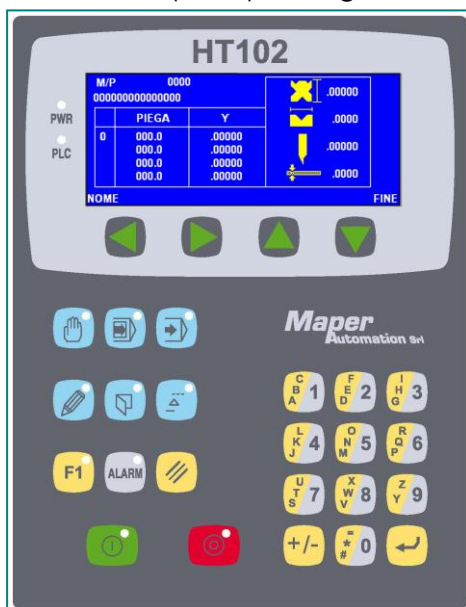 HT102
M/P 0000
000000000000000
PIEGA Y
0 000.0 .00000
000.0 .00000
000.0 .00000
000.0 .00000
.00000
.0000
.00000
.0000
NOME FINE
PWR
PLC
Maper
Automation Srl
C B A 1 F E D 2 I H G 3
L K J 4 O N M 5 R Q P 6
U T S 7 X W V 8 Z Y 9
F1 ALARM
+/- = * # 0